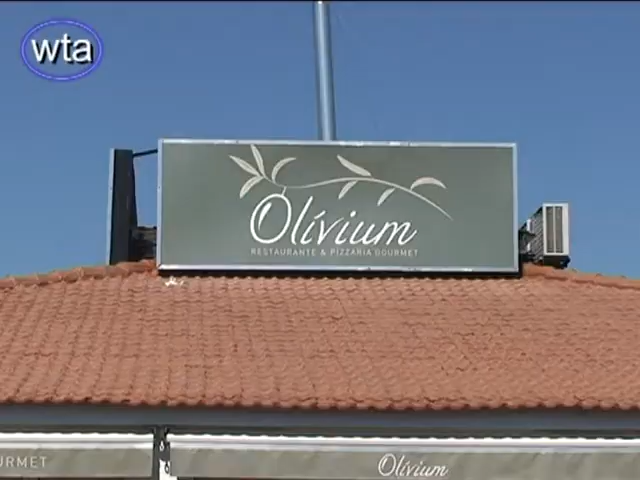 wta
Olívium
RESTAURANTE & PIZZARIA GOURMET
URMET
Olívium